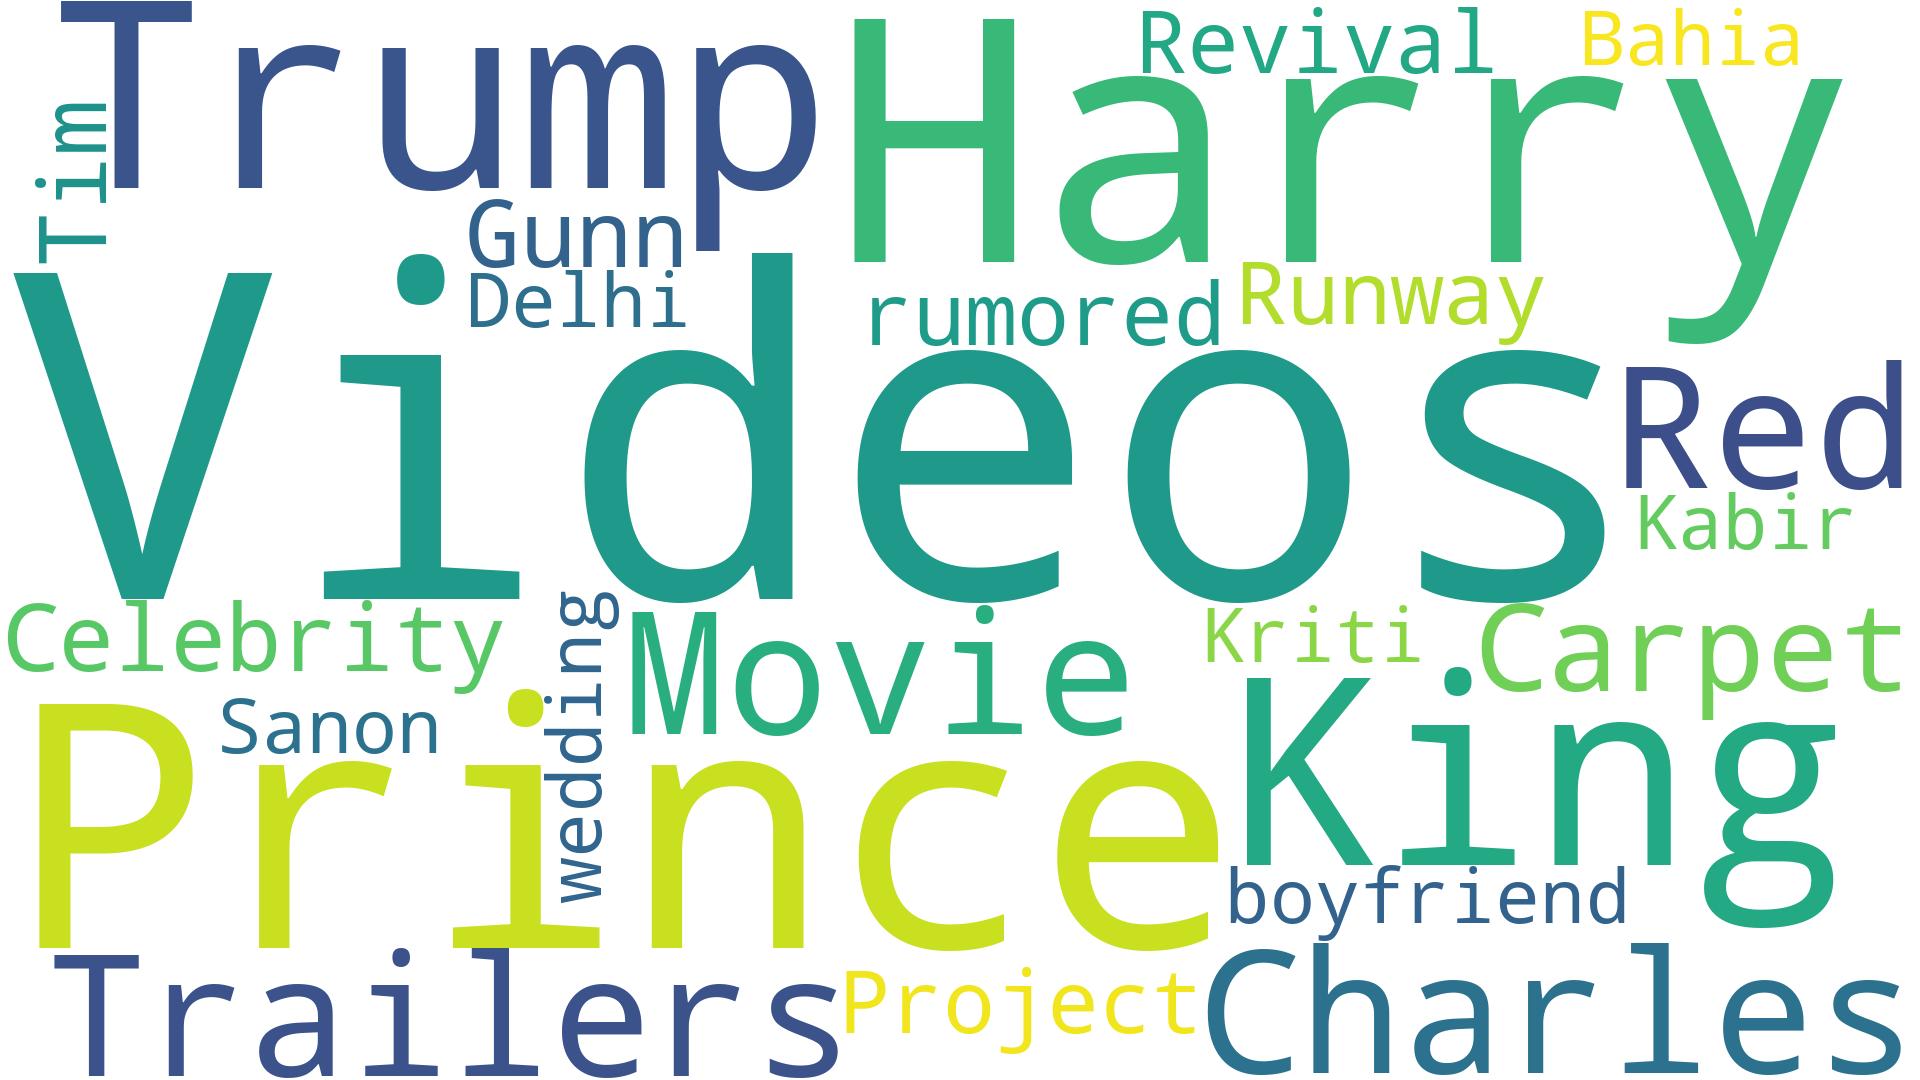 Trump
Harry
Revival
Bahia
Tim
Gunn
Delhi
rumored
Runway
Videos
Red
Kabir
Celebrity
wedding
Movie
Kriti
Carpet
Sanon
Prince
King
boyfriend
Trailers
Project
Charles